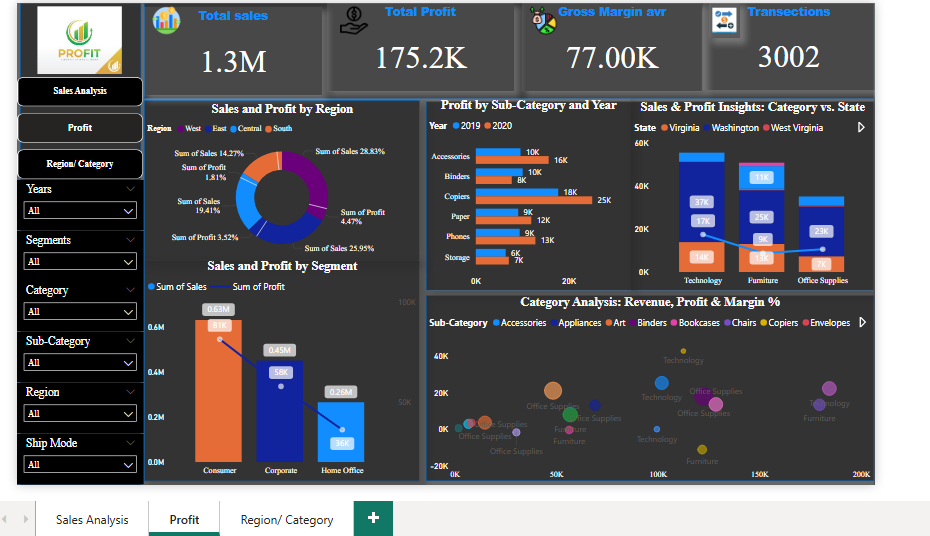 PROFIT
Total sales
1.3M
Total Profit
175.2K
Gross Margin avr
77.00K
Transections
3002
Sales Analysis
Profit
Region/ Category
Years
All
Segments
All
Category
All
Sub-Category
All
Region
All
Ship Mode
All
Sales and Profit by Region
Region West East Central South
Sum of Sales 14.27%
Sum of Sales 28.83%
Sum of Profit
1.81%
Sum of Sales
19.41%
Sum of Profit
4.47%
Sum of Profit 3.52%
Sum of Sales 25.95%
Sales and Profit by Segment
Sum of Sales Sum of Profit
0.6M
0.4M
0.2M
0.0M
100K
50K
0.63M
81K
0.45M
58K
0.26M
36K
Consumer Corporate Home Office
Profit by Sub-Category and Year
Year 2019 2020
Accessories 10K 16K
Binders 10K 8K
Copiers 18K 25K
Paper 9K 12K
Phones 9K 13K
Storage 6K 7K
0K 20K
Sales & Profit Insights: Category vs. State
State Virginia Washington West Virginia
60K
40K
20K
0K
37K
17K
14K
11K
25K
9K
13K
23K
7K
Technology Furniture Office Supplies
Category Analysis: Revenue, Profit & Margin %
Sub-Category Accessories Appliances Art Binders Bookcases Chairs Copiers Envelopes
40K
20K
0K
-20K
Technology
Office Supplies
Technology
Office Supplies
Office Supplies
Furniture
Office Supplies
Office Supplies
Furniture
Technology
Office Supplies
Furniture
0K 50K 100K 150K 200K
Sales Analysis Profit Region/ Category +